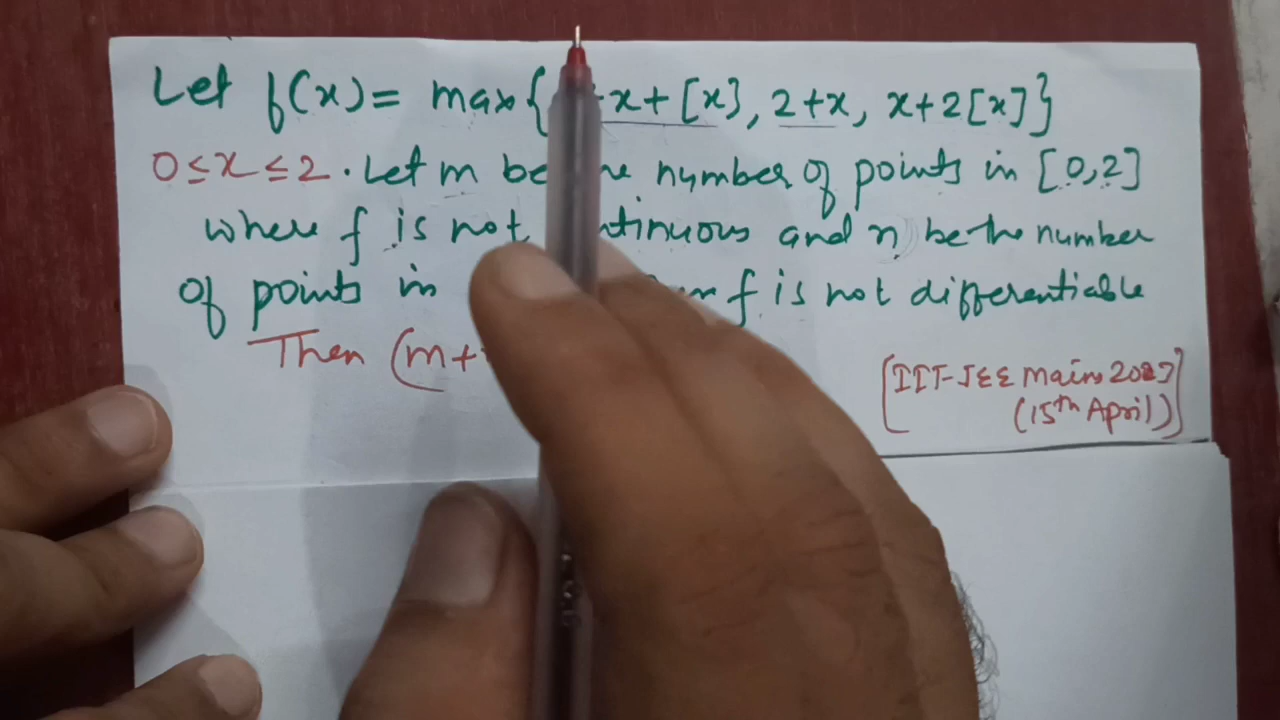 Let f(x)= max{ +x+[x], 2+x, x+2[x]}
0≤x≤2. Let m be number of points in [0,2]
where f is not and n be the number
of points in f is not differentiable
Then (m+
[IIT-JEE Mains 2023]
(15th April)